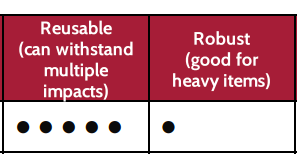 Reusable
(can withstand
multiple
impacts)
Robust
(good for
heavy items)
● ● ● ● ●
●